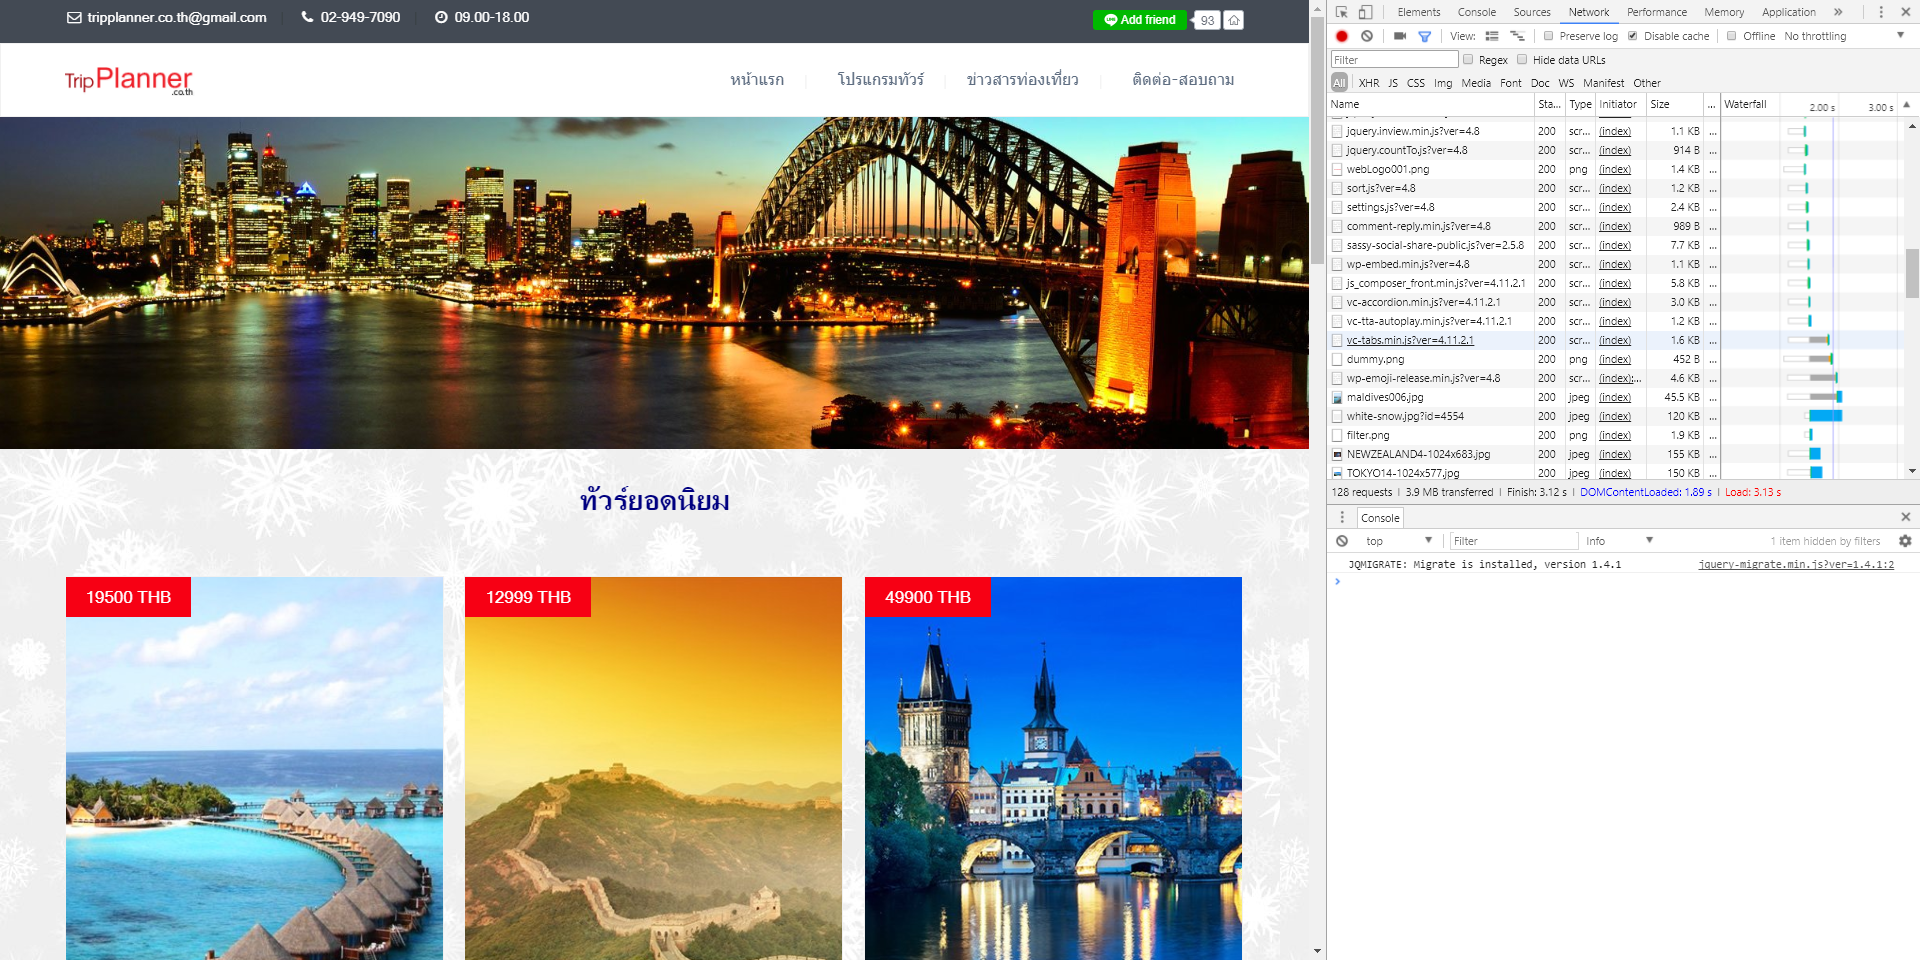 tripplanner.co.th@gmail.com 02-949-7090 09.00-18.00 Add friend 93
Trip Planner .co.th
หน้าแรก โปรแกรมทัวร์ ข่าวสารท่องเที่ยว ติดต่อ-สอบถาม
ทัวร์ยอดนิยม
19500 THB 12999 THB 49900 THB
Elements Console Sources Network Performance Memory Application »
View: Preserve log Disable cache Offline No throttling
Filter Regex Hide data URLs
All XHR JS CSS Img Media Font Doc WS Manifest Other
Name Sta... Type Initiator Size ... Waterfall 2.00 s 3.00 s
jquery.inview.min.js?ver=4.8 200 scr... (index) 1.1 KB ...
jquery.countTo.js?ver=4.8 200 scr... (index) 914 B ...
webLogo001.png 200 png (index) 1.4 KB ...
sort.js?ver=4.8 200 scr... (index) 1.2 KB ...
settings.js?ver=4.8 200 scr... (index) 2.4 KB ...
comment-reply.min.js?ver=4.8 200 scr... (index) 989 B ...
sassy-social-share-public.js?ver=2.5.8 200 scr... (index) 7.7 KB ...
wp-embed.min.js?ver=4.8 200 scr... (index) 1.1 KB ...
js_composer_front.min.js?ver=4.11.2.1 200 scr... (index) 5.8 KB ...
vc-accordion.min.js?ver=4.11.2.1 200 scr... (index) 3.0 KB ...
vc-tta-autoplay.min.js?ver=4.11.2.1 200 scr... (index) 1.2 KB ...
vc-tabs.min.js?ver=4.11.2.1 200 scr... (index) 1.6 KB ...
dummy.png 200 png (index) 452 B ...
wp-emoji-release.min.js?ver=4.8 200 scr... (index):... 4.6 KB ...
maldives006.jpg 200 jpeg (index) 45.5 KB ...
white-snow.jpg?id=4554 200 jpeg (index) 120 KB ...
filter.png 200 png (index) 1.9 KB ...
NEWZEALAND4-1024x683.jpg 200 jpeg (index) 155 KB ...
TOKYO14-1024x577.jpg 200 jpeg (index) 150 KB ...
128 requests | 3.9 MB transferred | Finish: 3.12 s | DOMContentLoaded: 1.89 s | Load: 3.13 s
Console
top Filter Info 1 item hidden by filters
JQMIGRATE: Migrate is installed, version 1.4.1 jquery-migrate.min.js?ver=1.4.1:2